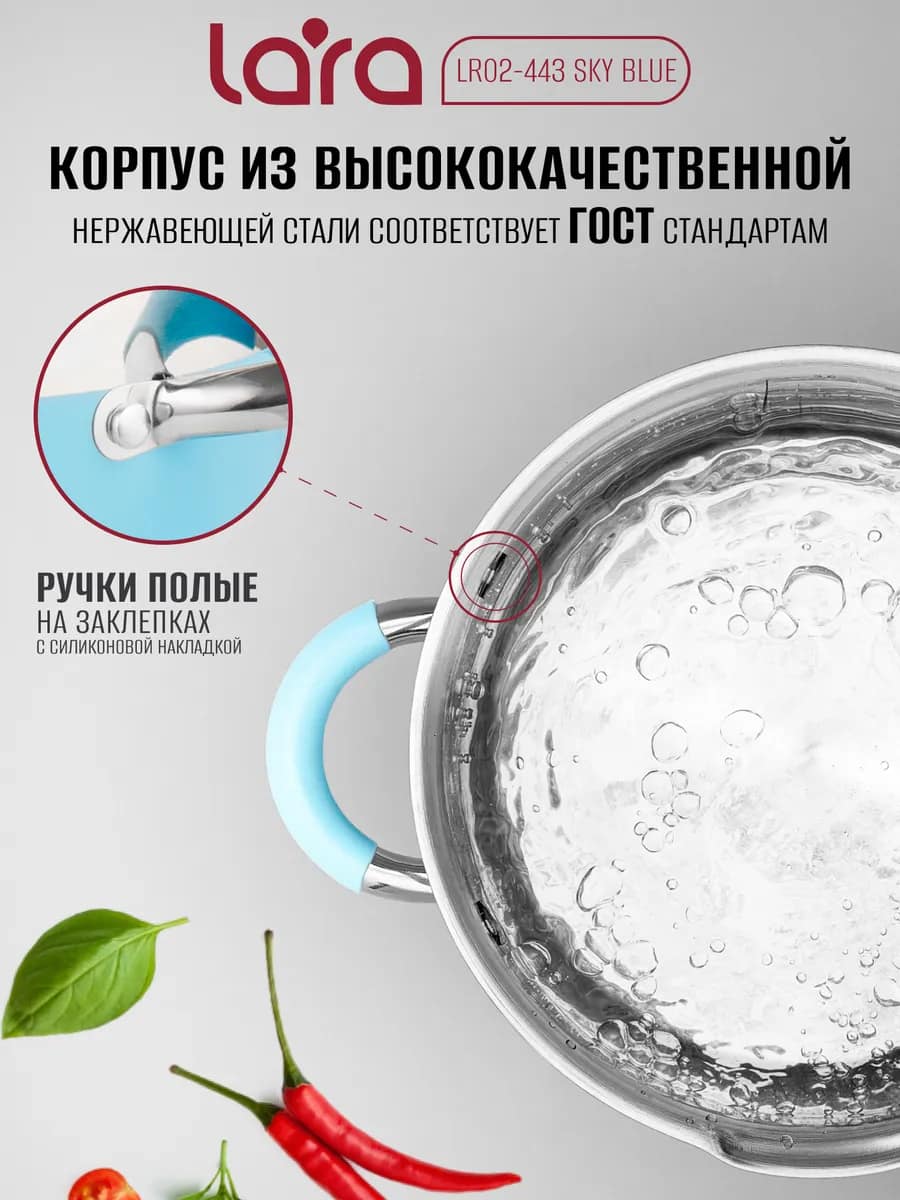 Lara
LR02-443 SKY BLUE
КОРПУС ИЗ ВЫСОКОКАЧЕСТВЕННОЙ
НЕРЖАВЕЮЩЕЙ СТАЛИ СООТВЕТСТВУЕТ ГОСТ СТАНДАРТАМ
РУЧКИ ПОЛЫЕ
НА ЗАКЛЕПКАХ
С СИЛИКОНОВОЙ НАКЛАДКОЙ